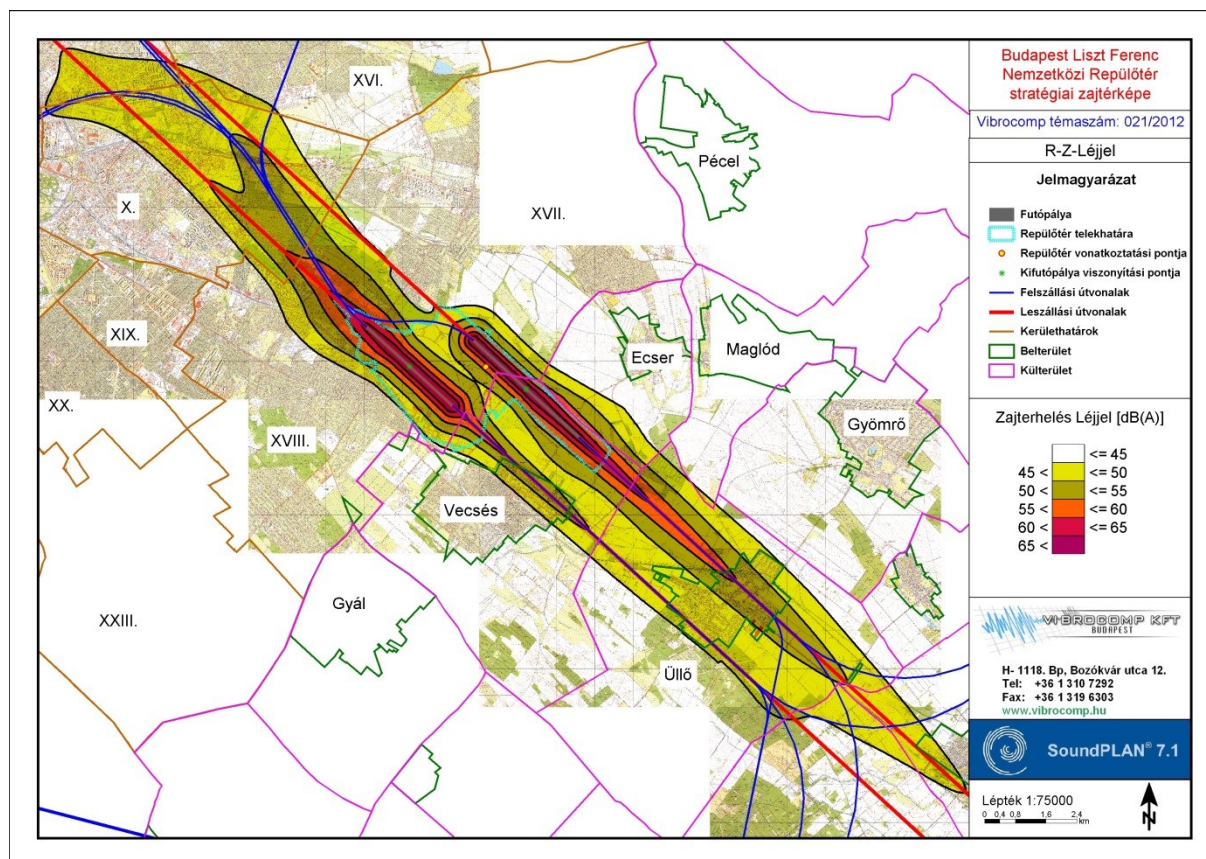 XVI.
Pécel
XVII.
X.
XIX.
Ecser
Maglód
XX.
XVIII.
Gyömrő
Vecsés
Gyál
XXIII.
Üllő
Budapest Liszt Ferenc
Nemzetközi Repülőtér
stratégiai zajtérképe
Vibrocomp témaszám: 021/2012
R-Z-Léjjel
Jelmagyarázat
Futópálya
Repülőtér telekhatára
Repülőtér vonatkoztatási pontja
Kifutópálya viszonyítási pontja
Felszállási útvonalak
Leszállási útvonalak
Kerülethatárok
Belterület
Külterület
Zajterhelés Léjjel [dB(A)]
<= 45
45 < <= 50
50 < <= 55
55 < <= 60
60 < <= 65
65 <
VIBROCOMP KFT
BUDAPEST
H- 1118. Bp, Bozókvár utca 12.
Tel: +36 1 310 7292
Fax: +36 1 319 6303
www.vibrocomp.hu
SoundPLAN® 7.1
Lépték 1:75000
0 0,4 0,8 1,6 2,4
km
N